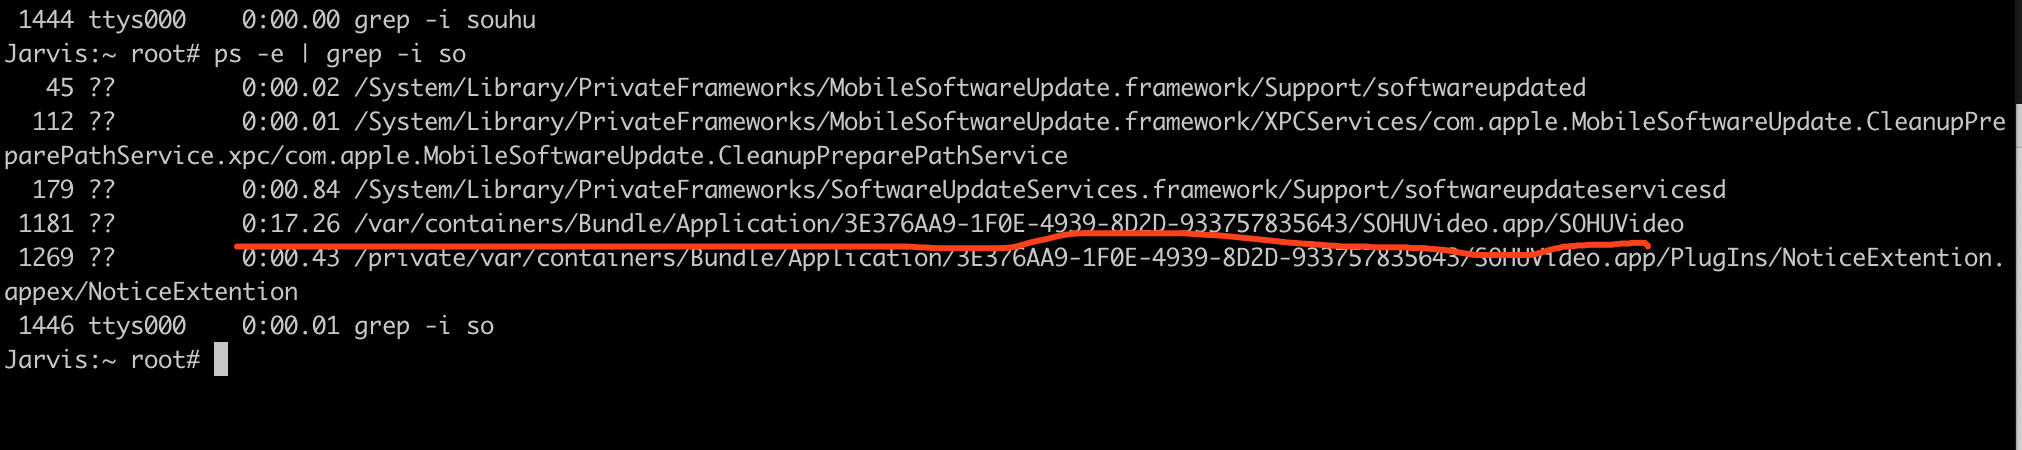 1444 ttys000    0:00.00 grep -i souhu
Jarvis:~ root# ps -e | grep -i so
   45 ??         0:00.02 /System/Library/PrivateFrameworks/MobileSoftwareUpdate.framework/Support/softwareupdated
  112 ??         0:00.01 /System/Library/PrivateFrameworks/MobileSoftwareUpdate.framework/XPCServices/com.apple.MobileSoftwareUpdate.CleanupPre
parePathService.xpc/com.apple.MobileSoftwareUpdate.CleanupPreparePathService
  179 ??         0:00.84 /System/Library/PrivateFrameworks/SoftwareUpdateServices.framework/Support/softwareupdateservicesd
 1181 ??         0:17.26 /var/containers/Bundle/Application/3E376AA9-1F0E-4939-8D2D-933757835643/SOHUVideo.app/SOHUVideo
 1269 ??         0:00.43 /private/var/containers/Bundle/Application/3E376AA9-1F0E-4939-8D2D-933757835643/SOHUVideo.app/PlugIns/NoticeExtention.
appex/NoticeExtention
 1446 ttys000    0:00.01 grep -i so
Jarvis:~ root#